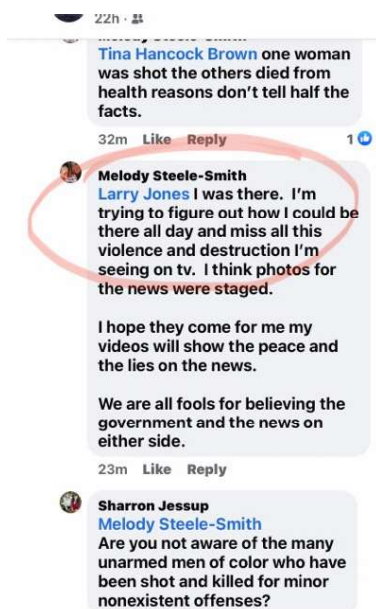 22h
Tina Hancock Brown one woman
was shot the others died from
health reasons don't tell half the
facts.
32m Like Reply 1
Melody Steele-Smith
Larry Jones I was there. I'm
trying to figure out how I could be
there all day and miss all this
violence and destruction I'm
seeing on tv. I think photos for
the news were staged.
I hope they come for me my
videos will show the peace and
the lies on the news.
We are all fools for believing the
government and the news on
either side.
23m Like Reply
Sharron Jessup
Melody Steele-Smith
Are you not aware of the many
unarmed men of color who have
been shot and killed for minor
nonexistent offenses?